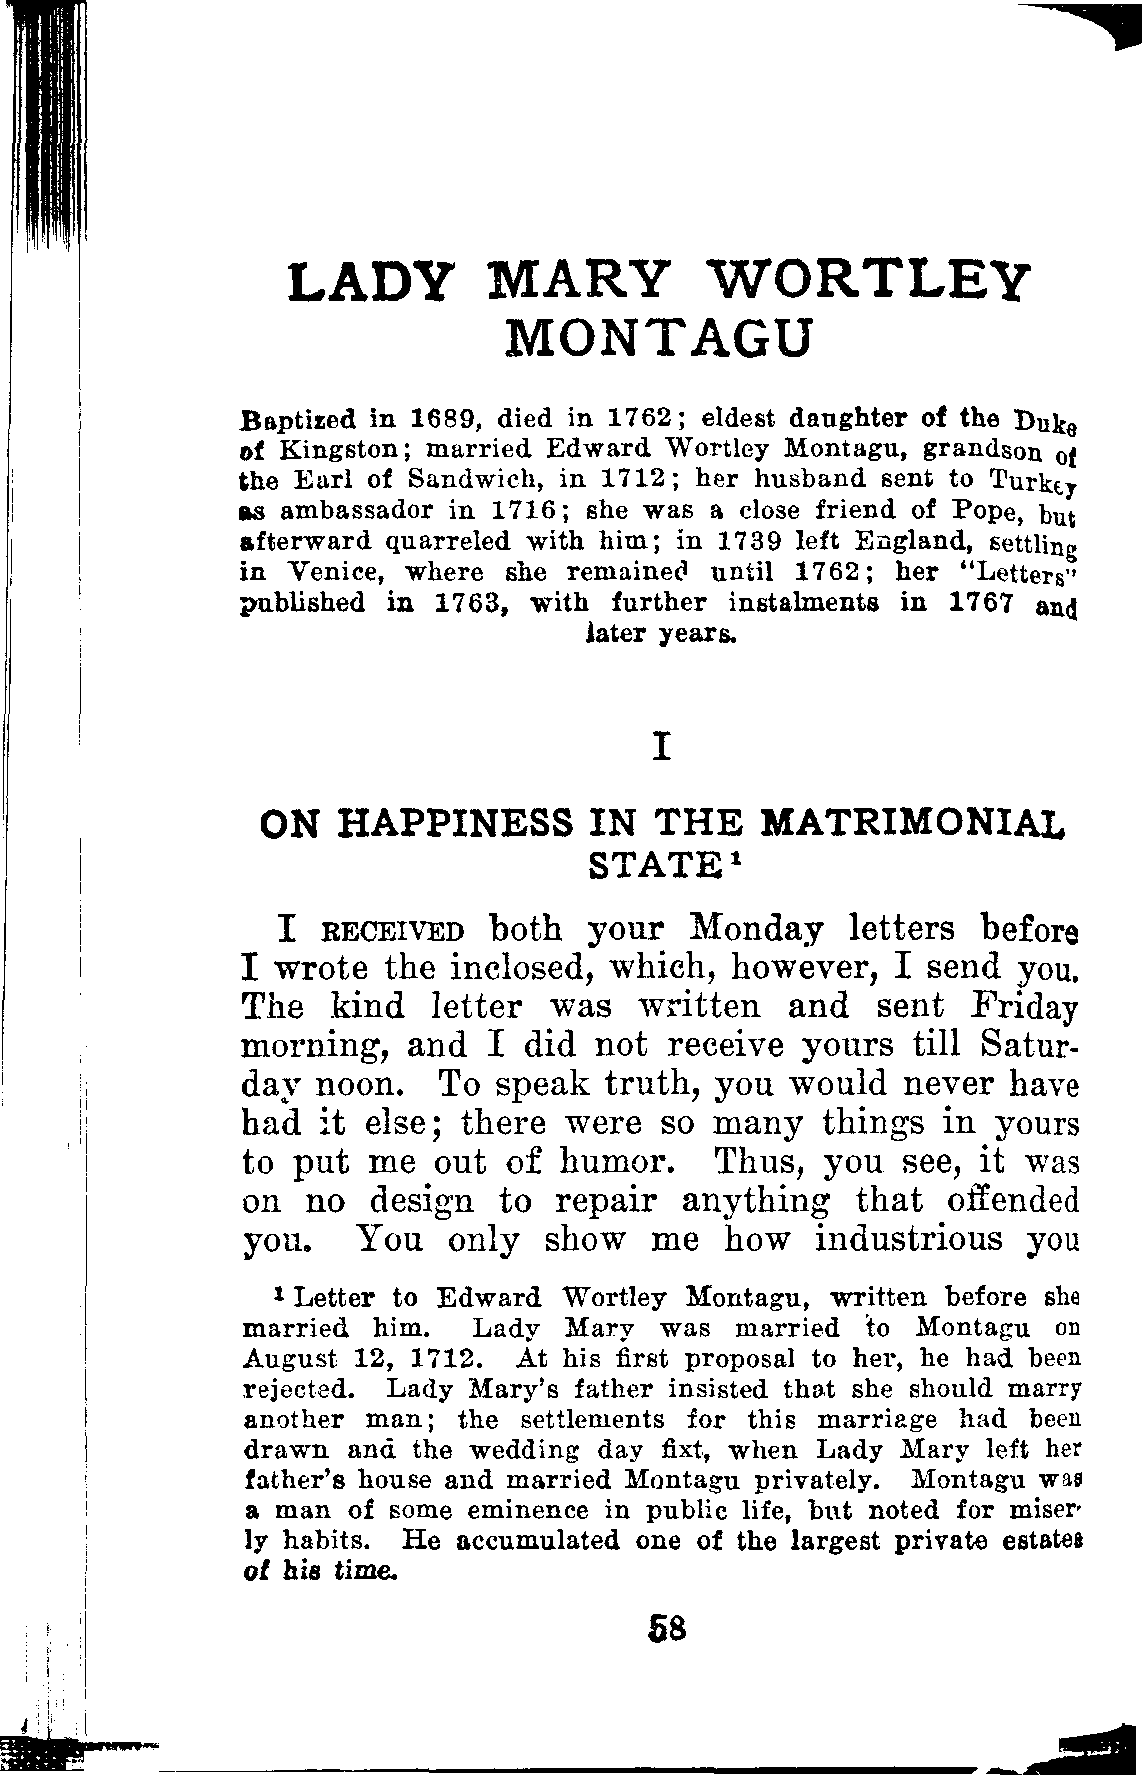 LADY MARY WORTLEY
MONTAGU
Baptized in 1689, died in 1762; eldest daughter of the Duke
of Kingston; married Edward Wortley Montagu, grandson of
the Earl of Sandwich, in 1712; her husband sent to Turkey
as ambassador in 1716; she was a close friend of Pope, but
afterward quarreled with him; in 1739 left England, settling
in Venice, where she remained until 1762; her "Letters"
published in 1763, with further instalments in 1767 and
later years.
I
ON HAPPINESS IN THE MATRIMONIAL
STATE¹
I RECEIVED both your Monday letters before
I wrote the inclosed, which, however, I send you.
The kind letter was written and sent Friday
morning, and I did not receive yours till Satur-
day noon. To speak truth, you would never have
had it else; there were so many things in yours
to put me out of humor. Thus, you see, it was
on no design to repair anything that offended
you. You only show me how industrious you
¹ Letter to Edward Wortley Montagu, written before she
married him. Lady Mary was married to Montagu on
August 12, 1712. At his first proposal to her, he had been
rejected. Lady Mary's father insisted that she should marry
another man; the settlements for this marriage had been
drawn and the wedding day fixt, when Lady Mary left her
father's house and married Montagu privately. Montagu was
a man of some eminence in public life, but noted for miser-
ly habits. He accumulated one of the largest private estates
of his time.
58